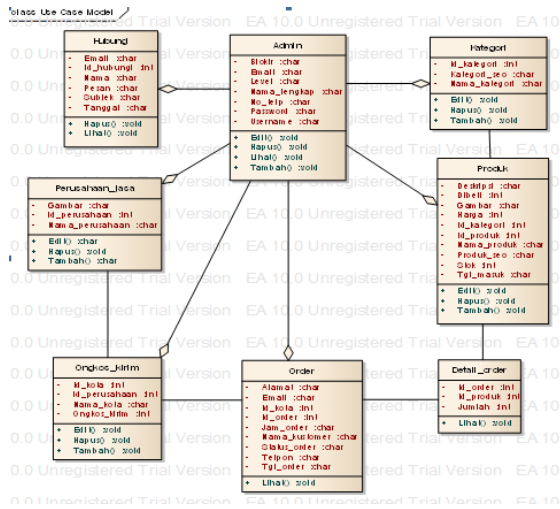 class Use Case Model
Hubungi
- Email :char
- Id_hubungi :int
- Nama :char
- Pesan :char
- Subjek :char
- Tanggal :char
+ Hapus() :void
+ Lihat() :void
Admin
- Blokir :char
- Email :char
- Level :char
- Nama_lengkap :char
- No_telp :char
- Password :char
- Username :char
+ Edit() :void
+ Hapus() :void
+ Lihat() :void
+ Tambah() :void
Kategori
- Id_kategori :int
- Kategori_seo :char
- Nama_kategori :char
+ Edit() :void
+ Hapus() :void
+ Tambah() :void
Perusahaan_jasa
- Gambar :char
- Id_perusahaan :int
- Nama_perusahaan :char
+ Edit() :char
+ Hapus() :void
+ Tambah() :char
Produk
- Deskripsi :char
- Dibeli :int
- Gambar :char
- Harga :int
- Id_kategori :int
- Id_produk :int
- Nama_produk :char
- Produk_seo :char
- Stok :int
- Tgl_masuk :char
+ Edit() :void
+ Hapus() :void
+ Tambah() :void
Ongkos_kirim
- Id_kota :int
- Id_perusahaan :int
- Nama_kota :char
- Ongkos_kirim :int
+ Edit() :void
+ Hapus() :void
+ Tambah() :void
Order
- Alamat :char
- Email :char
- Id_kota :int
- Id_order :int
- Jam_order :char
- Nama_kustomer :char
- Status_order :char
- Telpon :char
- Tgl_order :char
+ Lihat() :void
Detail_order
- Id_order :int
- Id_produk :int
- Jumlah :int
+ Lihat() :void
EA 10.0 Unregistered Trial Version